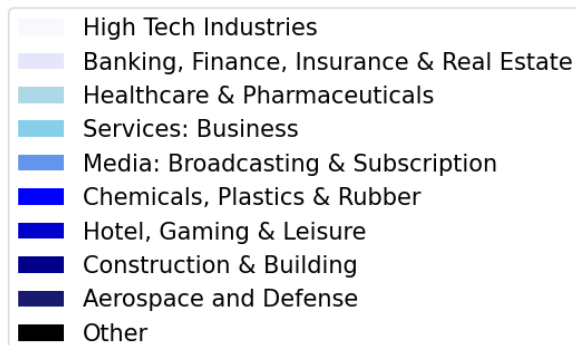 High Tech Industries
Banking, Finance, Insurance & Real Estate
Healthcare & Pharmaceuticals
Services: Business
Media: Broadcasting & Subscription
Chemicals, Plastics & Rubber
Hotel, Gaming & Leisure
Construction & Building
Aerospace and Defense
Other